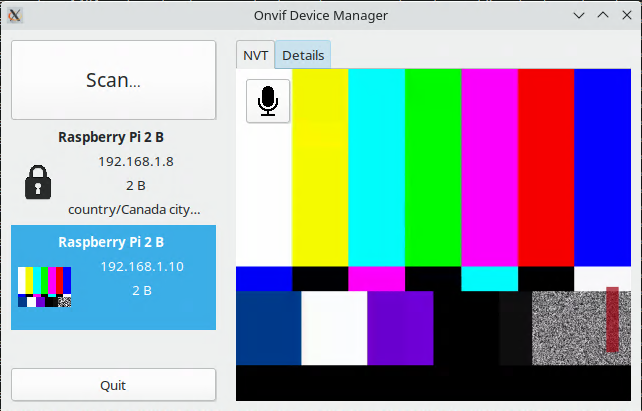 Onvif Device Manager
Scan...
Raspberry Pi 2 B
192.168.1.8
2 B
country/Canada city...
Raspberry Pi 2 B
192.168.1.10
2 B
Quit
NVT
Details